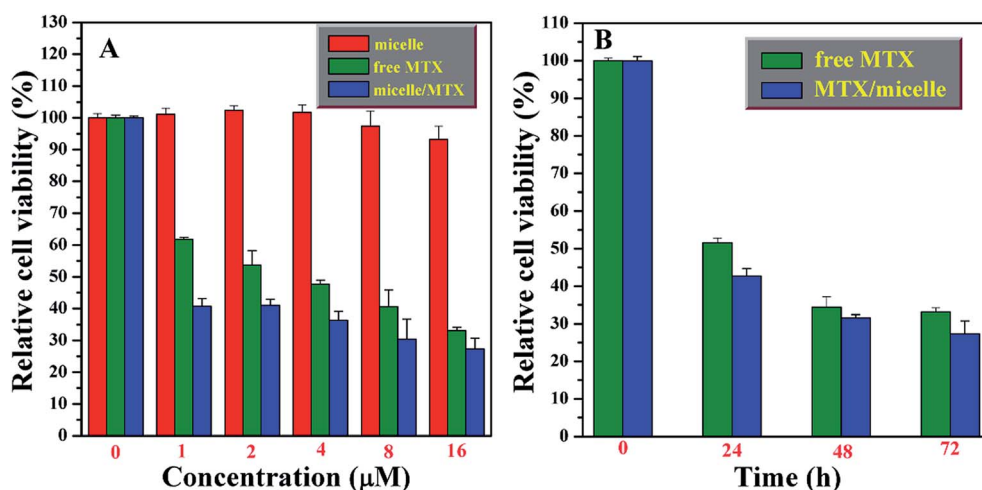 A
micelle
free MTX
micelle/MTX
Relative cell viability (%)
130
120
110
100
90
80
70
60
50
40
30
20
10
0
0 1 2 4 8 16
Concentration (μM)
B
free MTX
MTX/micelle
Relative cell viability (%)
110
100
90
80
70
60
50
40
30
20
10
0
0 24 48 72
Time (h)